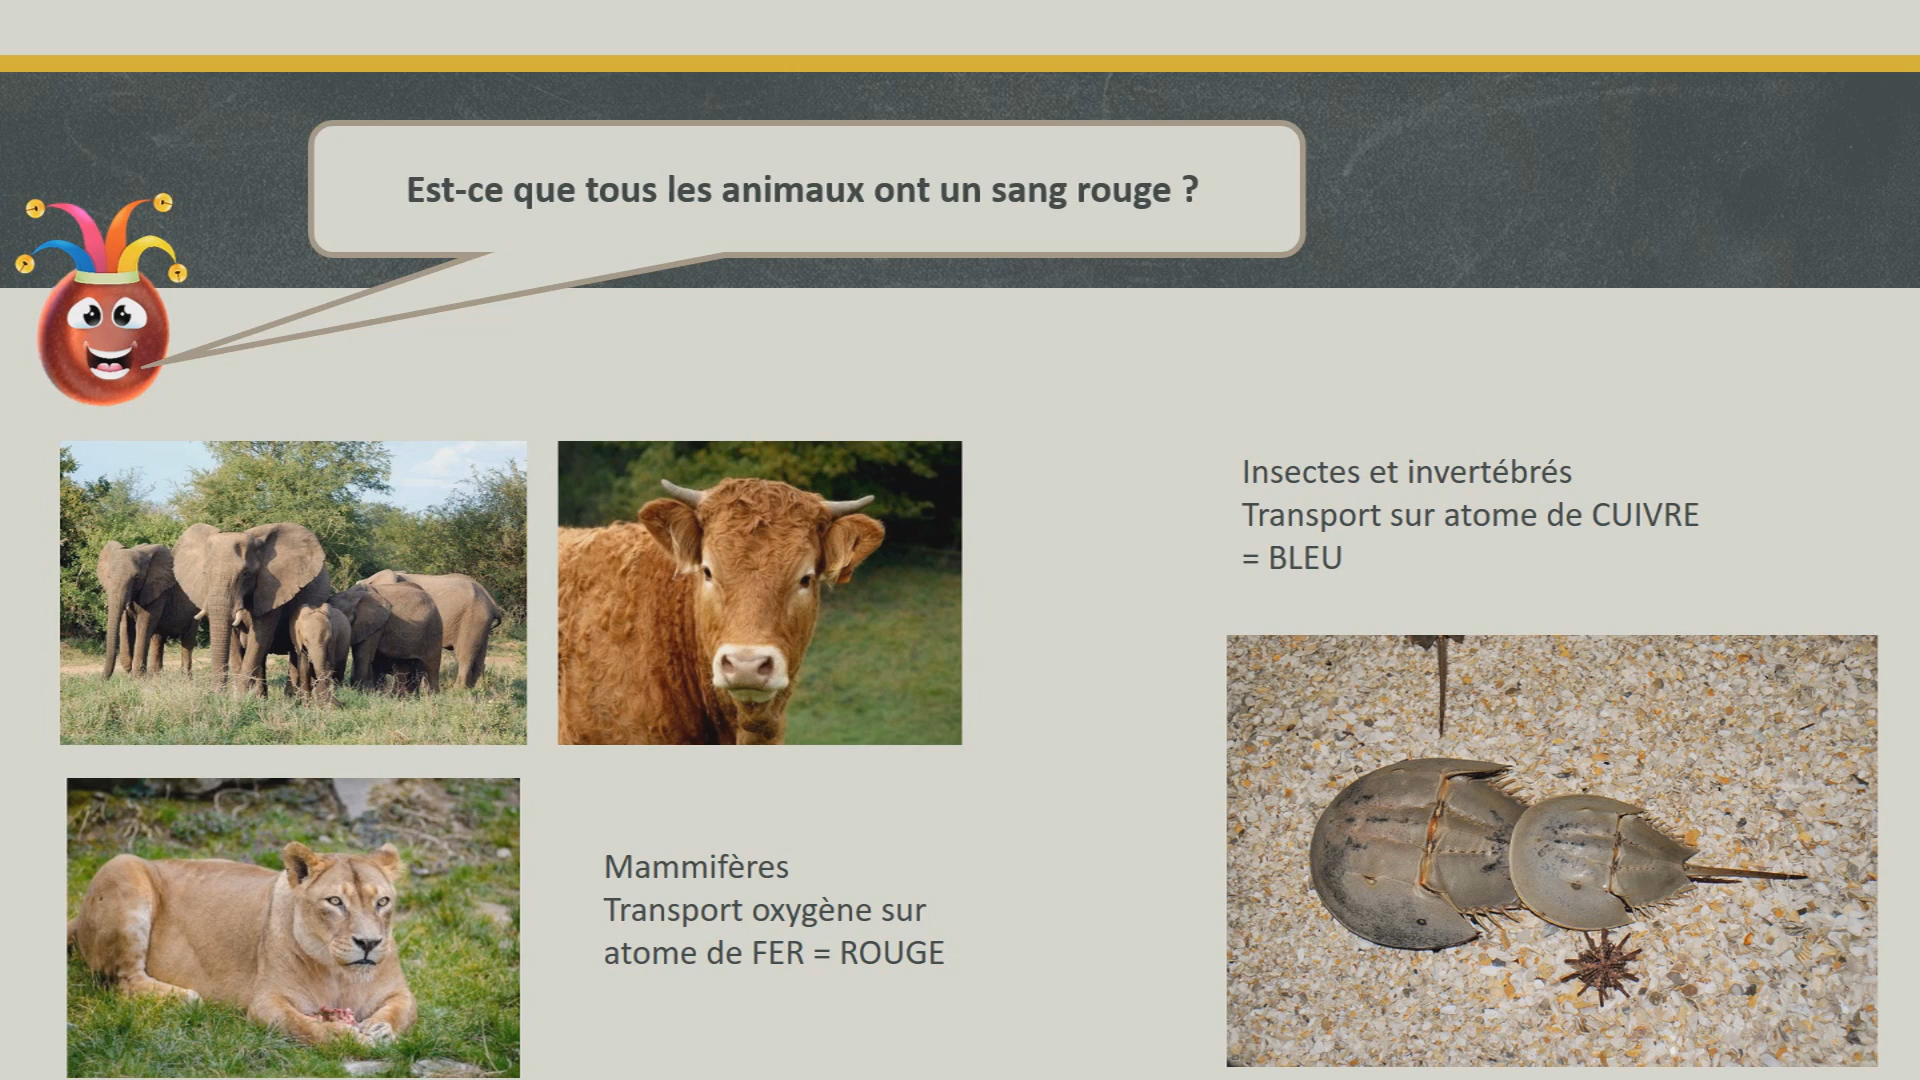 Est-ce que tous les animaux ont un sang rouge ?
Insectes et invertébrés
Transport sur atome de CUIVRE
= BLEU
Mammifères
Transport oxygène sur
atome de FER = ROUGE